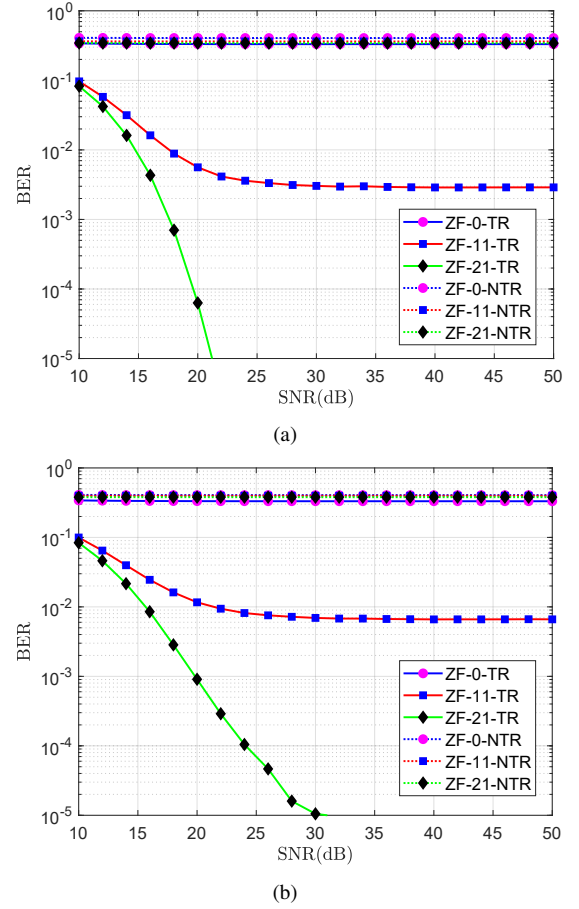 10^0
10^-1
10^-2
10^-3
10^-4
10^-5
BER
10 15 20 25 30 35 40 45 50
SNR(dB)
ZF-0-TR
ZF-11-TR
ZF-21-TR
ZF-0-NTR
ZF-11-NTR
ZF-21-NTR
(a)
10^0
10^-1
10^-2
10^-3
10^-4
10^-5
BER
10 15 20 25 30 35 40 45 50
SNR(dB)
ZF-0-TR
ZF-11-TR
ZF-21-TR
ZF-0-NTR
ZF-11-NTR
ZF-21-NTR
(b)